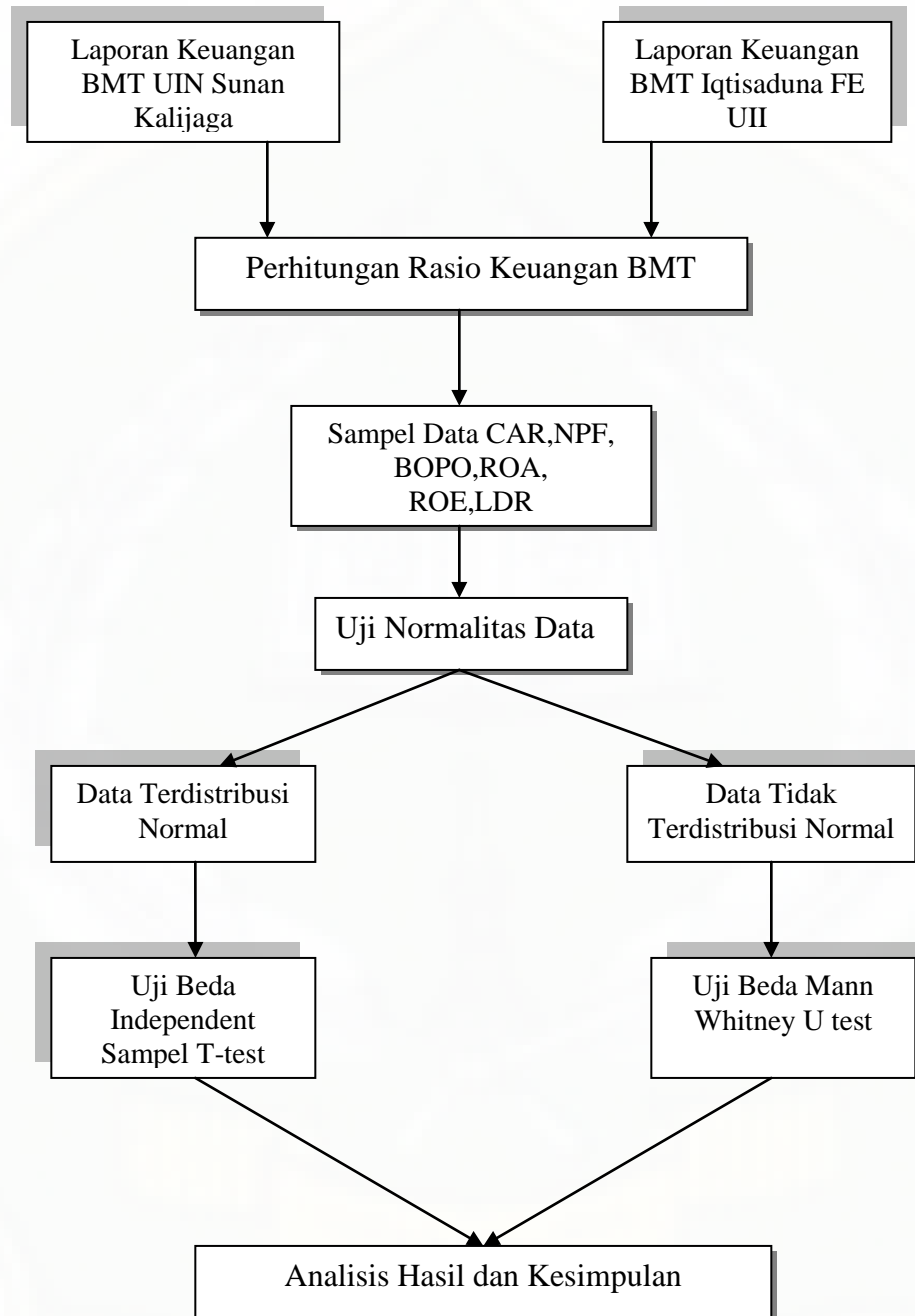 Laporan Keuangan
BMT UIN Sunan
Kalijaga
Laporan Keuangan
BMT Iqtisaduna FE
UII
Perhitungan Rasio Keuangan BMT
Sampel Data CAR,NPF,
BOPO,ROA,
ROE,LDR
Uji Normalitas Data
Data Terdistribusi
Normal
Data Tidak
Terdistribusi Normal
Uji Beda
Independent
Sampel T-test
Uji Beda Mann
Whitney U test
Analisis Hasil dan Kesimpulan